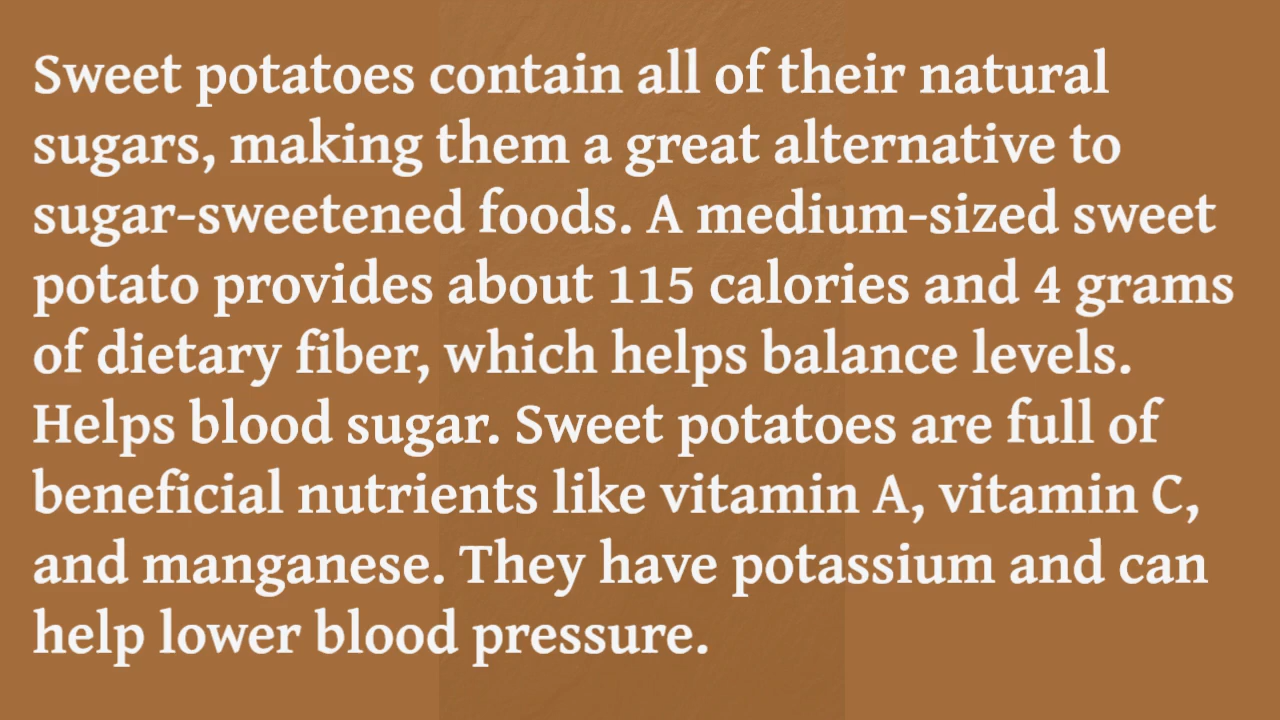 Sweet potatoes contain all of their natural
sugars, making them a great alternative to
sugar-sweetened foods. A medium-sized sweet
potato provides about 115 calories and 4 grams
of dietary fiber, which helps balance levels.
Helps blood sugar. Sweet potatoes are full of
beneficial nutrients like vitamin A, vitamin C,
and manganese. They have potassium and can
help lower blood pressure.